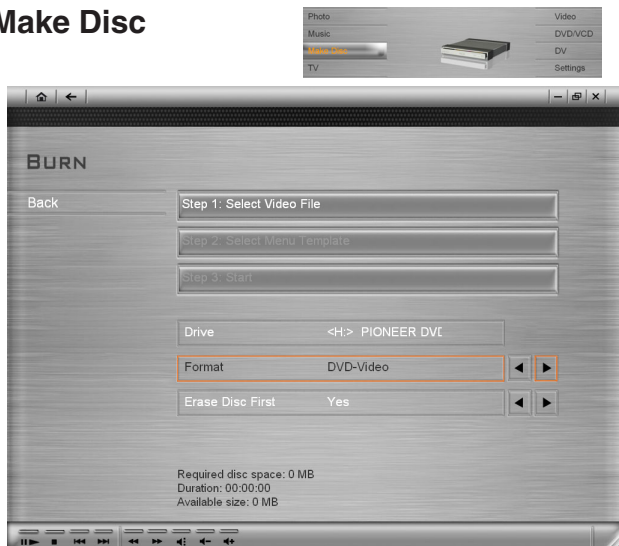 Make Disc
Photo
Music
Make Disc
TV
Video
DVD/VCD
DV
Settings
BURN
Back
Step 1: Select Video File
Step 2: Select Menu Template
Step 3: Start
Drive <H:> PIONEER DVD
Format DVD-Video
Erase Disc First Yes
Required disc space: 0 MB
Duration: 00:00:00
Available size: 0 MB